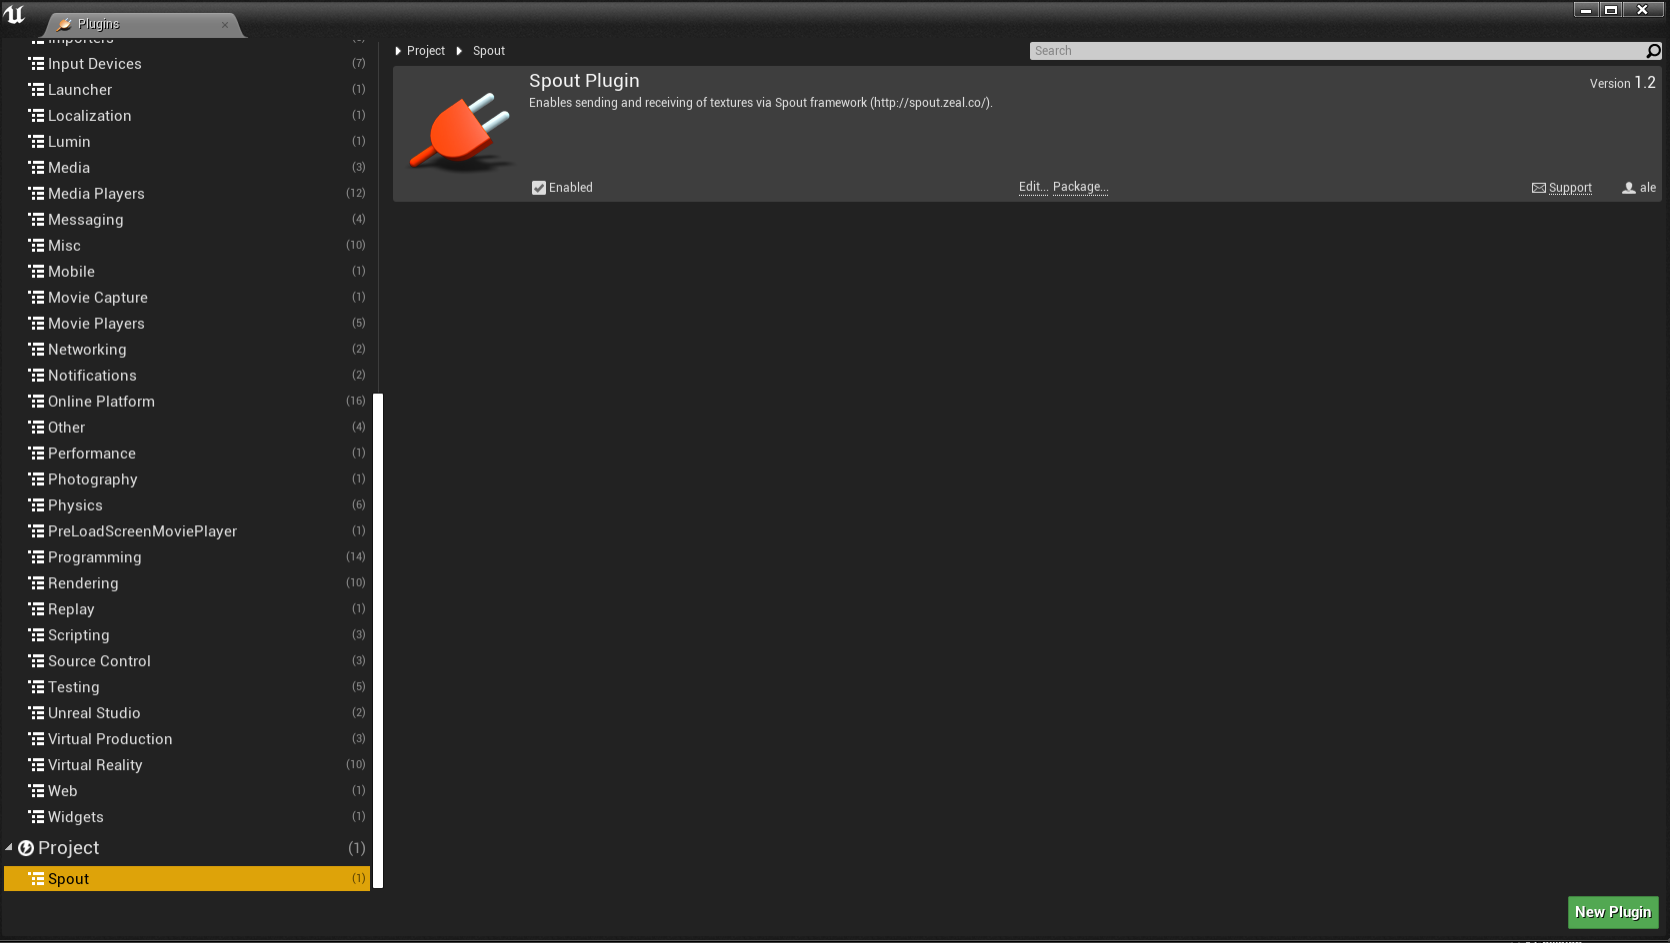 Plugins
Importers
Input Devices (7)
Launcher (1)
Localization (1)
Lumin (1)
Media (3)
Media Players (12)
Messaging (4)
Misc (10)
Mobile (1)
Movie Capture (1)
Movie Players (5)
Networking (2)
Notifications (2)
Online Platform (16)
Other (4)
Performance (1)
Photography (1)
Physics (6)
PreLoadScreenMoviePlayer (1)
Programming (14)
Rendering (10)
Replay (1)
Scripting (3)
Source Control (3)
Testing (5)
Unreal Studio (2)
Virtual Production (3)
Virtual Reality (10)
Web (1)
Widgets (1)
Project (1)
Spout (1)
Project Spout
Search
Spout Plugin
Version 1.2
Enables sending and receiving of textures via Spout framework (http://spout.zeal.co/).
Enabled
Edit... Package...
Support
ale
New Plugin